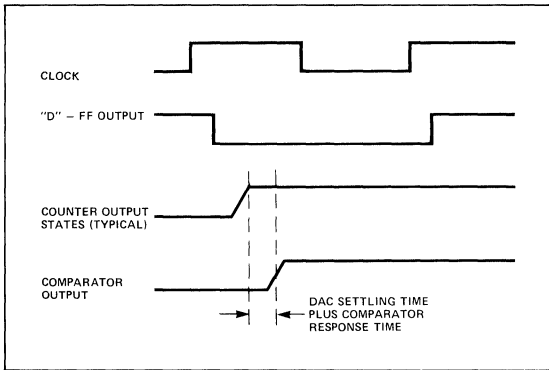 CLOCK
"D" – FF OUTPUT
COUNTER OUTPUT
STATES (TYPICAL)
COMPARATOR
OUTPUT
DAC SETTLING TIME
PLUS COMPARATOR
RESPONSE TIME